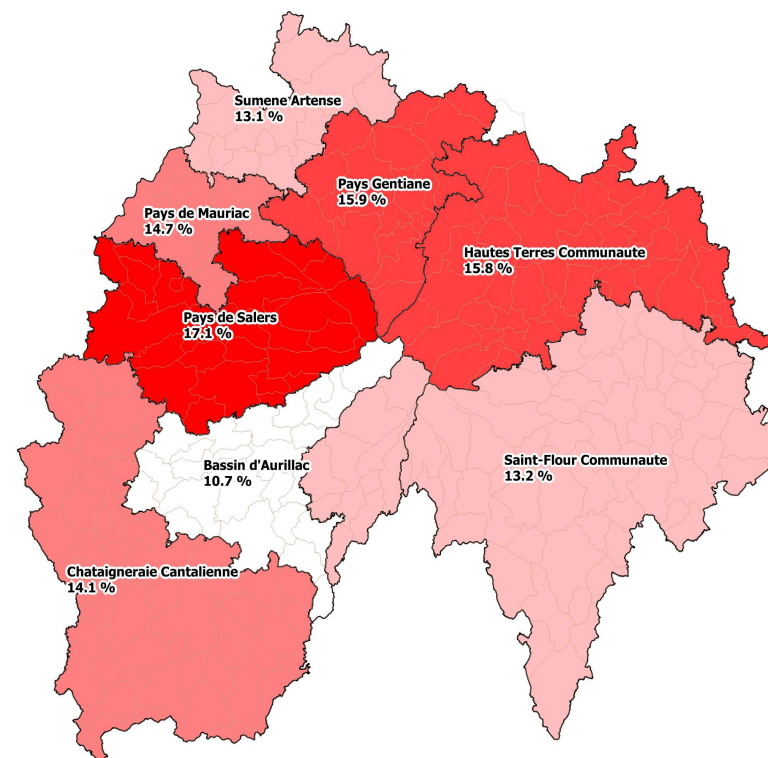 Sumene Artense
13.1 %
Pays Gentiane
15.9 %
Pays de Mauriac
14.7 %
Hautes Terres Communaute
15.8 %
Pays de Salers
17.1 %
Bassin d'Aurillac
10.7 %
Saint-Flour Communaute
13.2 %
Chataigneraie Cantalienne
14.1 %